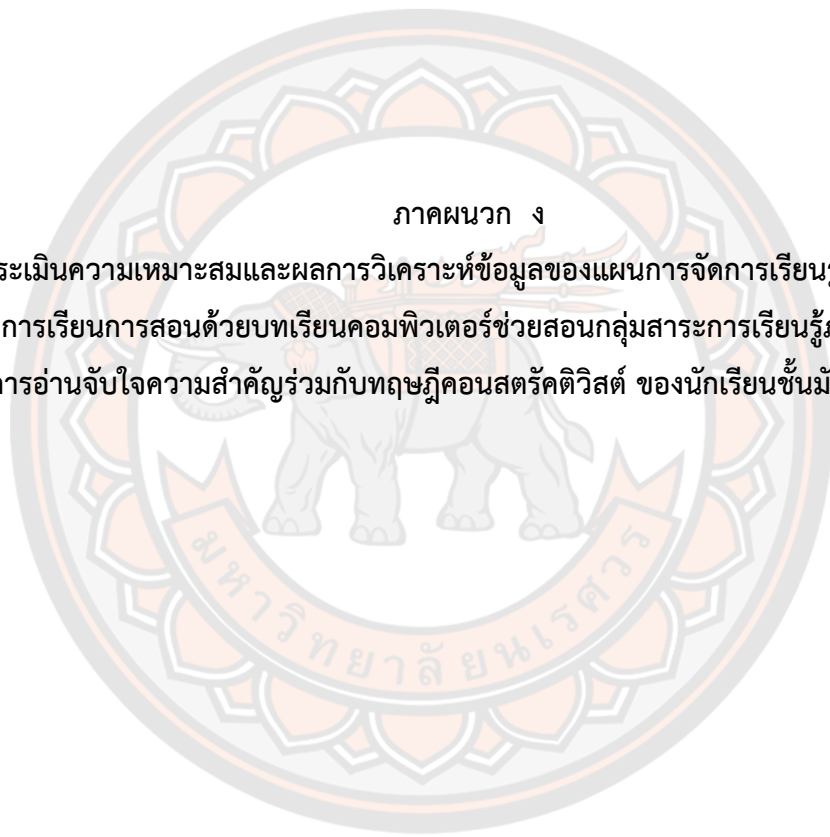 ภาคผนวก ง
ระเมินความเหมาะสมและผลการวิเคราะห์ข้อมูลของแผนการจัดการเรียนรู
การเรียนการสอนด้วยบทเรียนคอมพิวเตอร์ช่วยสอนกลุ่มสาระการเรียนรู้
การอ่านจับใจความสำคัญร่วมกับทฤษฎีคอนสตรัคติวิสต์ ของนักเรียนชั้นมั
มหาวิทยาลัยนเรศวร